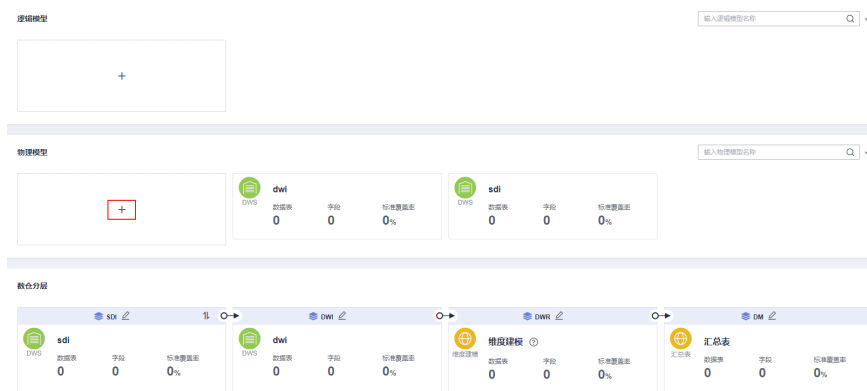 逻辑模型
输入逻辑模型名称
+
物理模型
输入物理模型名称
+
DWS
dwi
数据表 字段 标准覆盖率
0 0 0%
DWS
sdi
数据表 字段 标准覆盖率
0 0 0%
数仓分层
SDI
DWS
sdi
数据表 字段 标准覆盖率
0 0 0%
DWI
DWS
dwi
数据表 字段 标准覆盖率
0 0 0%
DWR
维度建模
维度建模 ?
数据表 字段 标准覆盖率
0 0 0%
DM
汇总表
汇总表
数据表 字段 标准覆盖率
0 0 0%